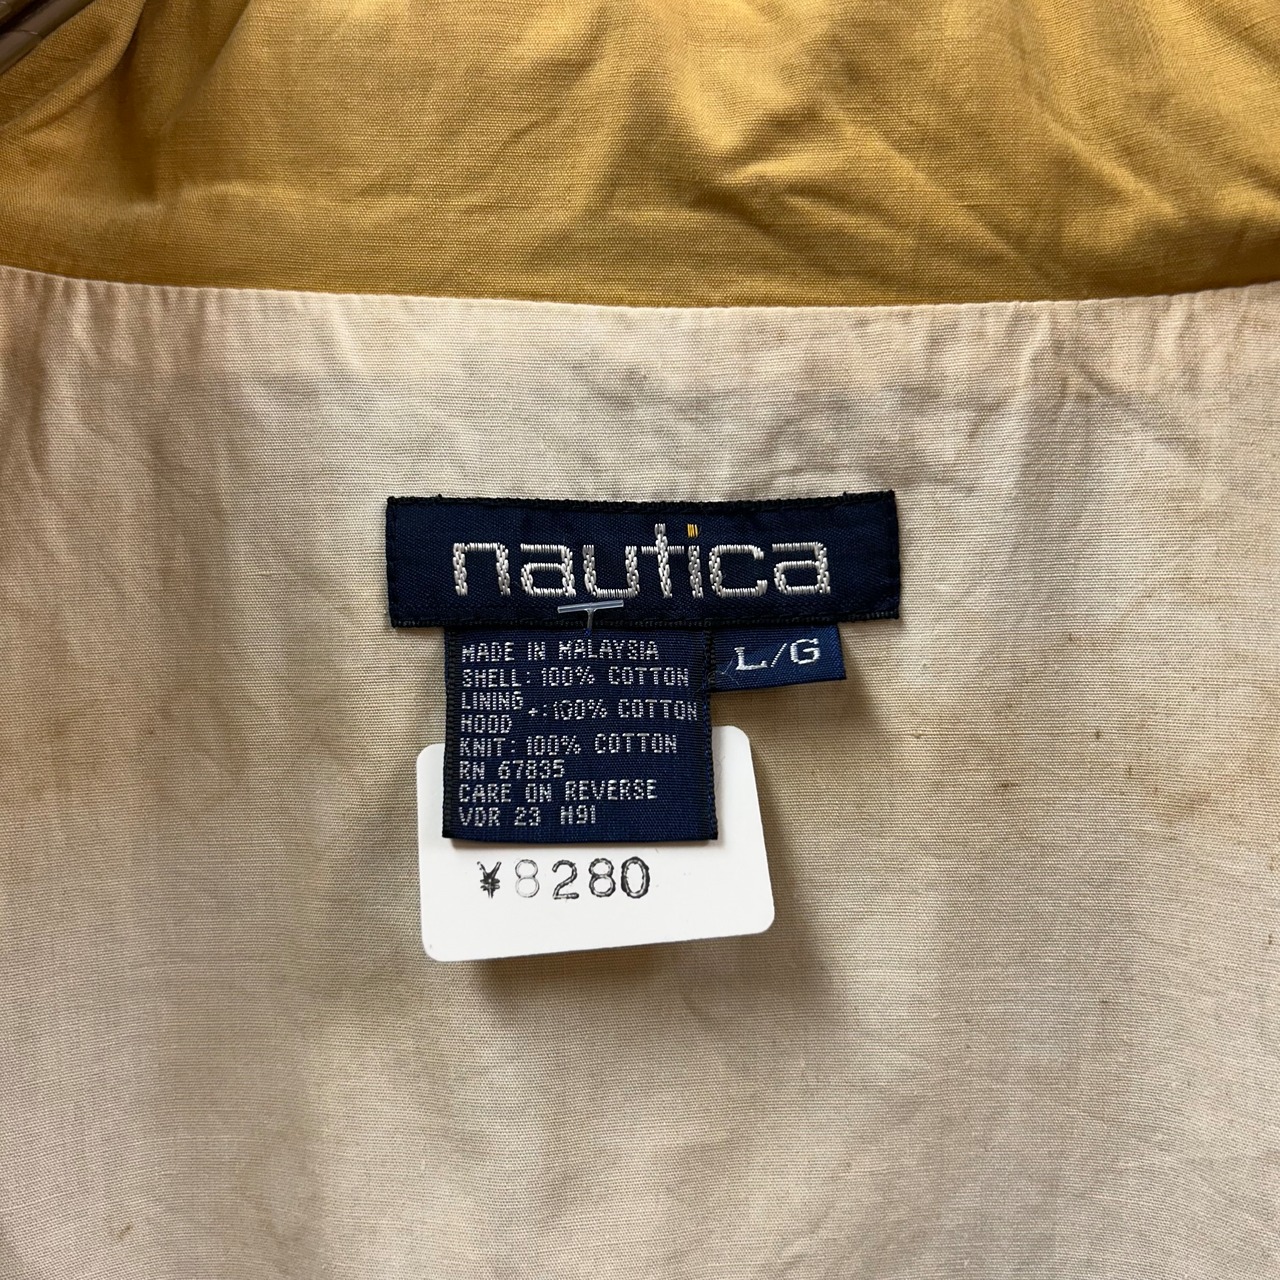 nautica
L/G
MADE IN MALAYSIA
SHELL: 100% COTTON
LINING
HOOD +: 100% COTTON
KNIT: 100% COTTON
RN 67835
CARE ON REVERSE
VDR 23 H91
¥8280